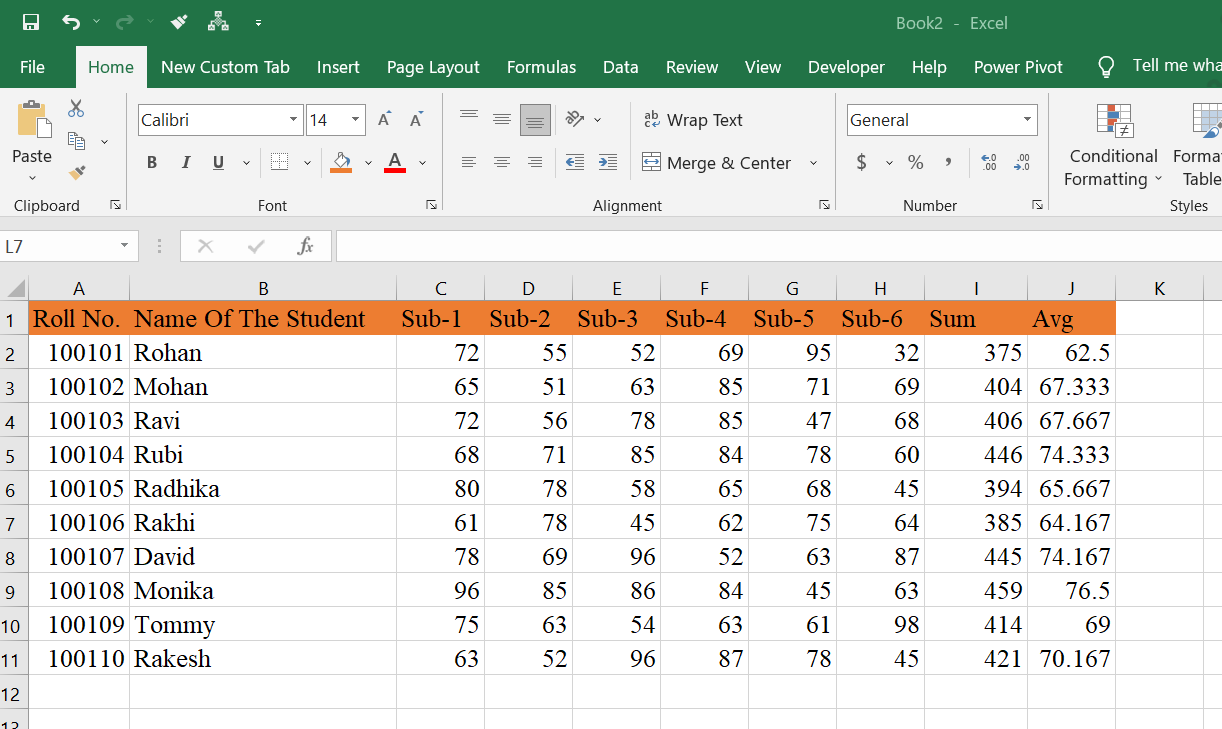 Book2 - Excel
File Home New Custom Tab Insert Page Layout Formulas Data Review View Developer Help Power Pivot Tell me wha
Calibri 14 A A ab c Wrap Text General
Paste B I U A Merge & Center $ % , .00 .00 Conditional Formatting Format Table
Clipboard Font Alignment Number Styles
L7 fx
A B C D E F G H I J K
1 Roll No. Name Of The Student Sub-1 Sub-2 Sub-3 Sub-4 Sub-5 Sub-6 Sum Avg
2 100101 Rohan 72 55 52 69 95 32 375 62.5
3 100102 Mohan 65 51 63 85 71 69 404 67.333
4 100103 Ravi 72 56 78 85 47 68 406 67.667
5 100104 Rubi 68 71 85 84 78 60 446 74.333
6 100105 Radhika 80 78 58 65 68 45 394 65.667
7 100106 Rakhi 61 78 45 62 75 64 385 64.167
8 100107 David 78 69 96 52 63 87 445 74.167
9 100108 Monika 96 85 86 84 45 63 459 76.5
10 100109 Tommy 75 63 54 63 61 98 414 69
11 100110 Rakesh 63 52 96 87 78 45 421 70.167
12
13